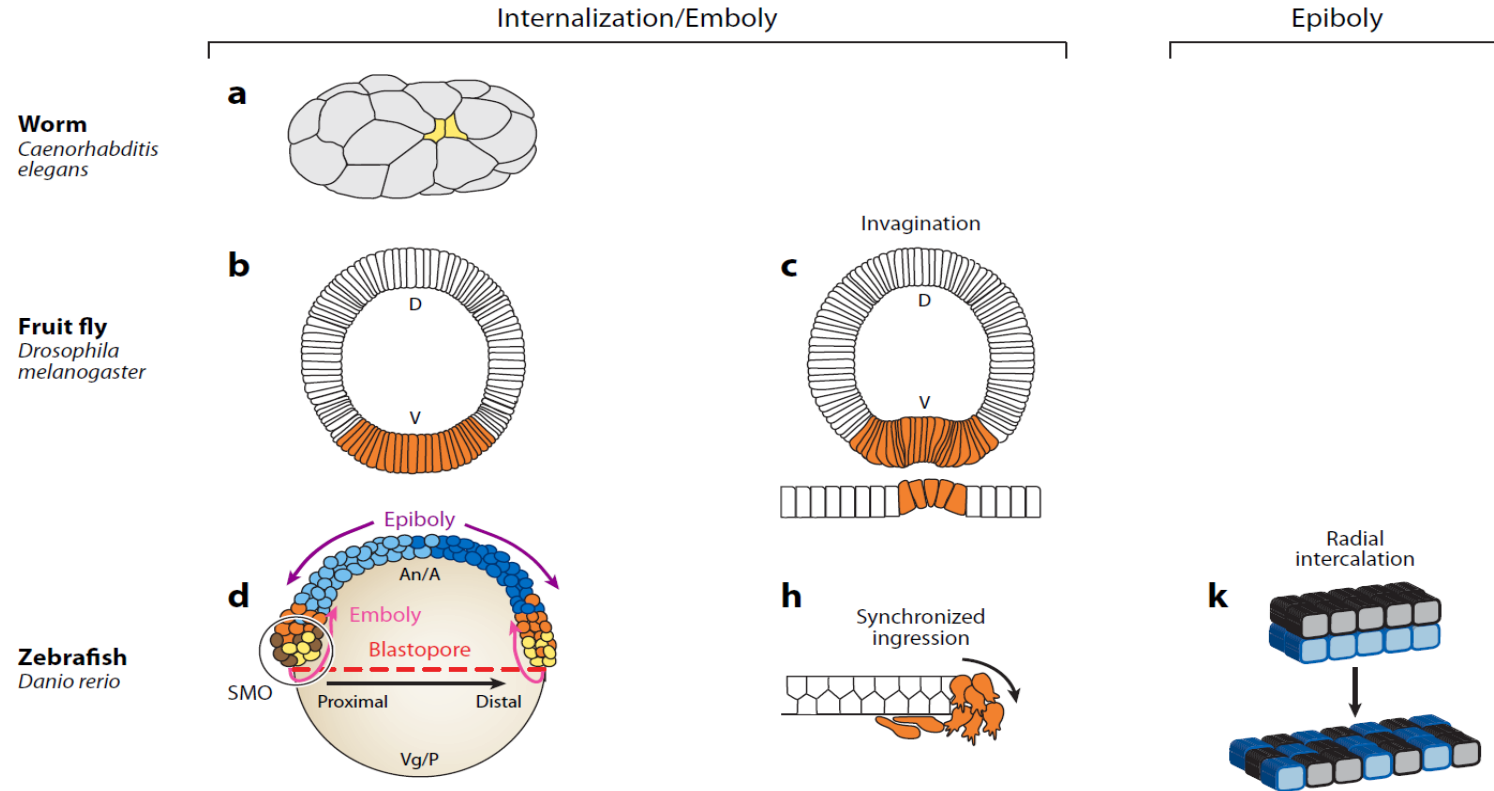 Internalization/Emboly
Epiboly
a
Worm
Caenorhabditis
elegans
Invagination
b
c
D
D
Fruit fly
Drosophila
melanogaster
V
V
Epiboly
An/A
d
Emboly
Blastopore
Zebrafish
Danio rerio
SMO
Proximal
Distal
Vg/P
h
Synchronized
ingression
Radial
intercalation
k